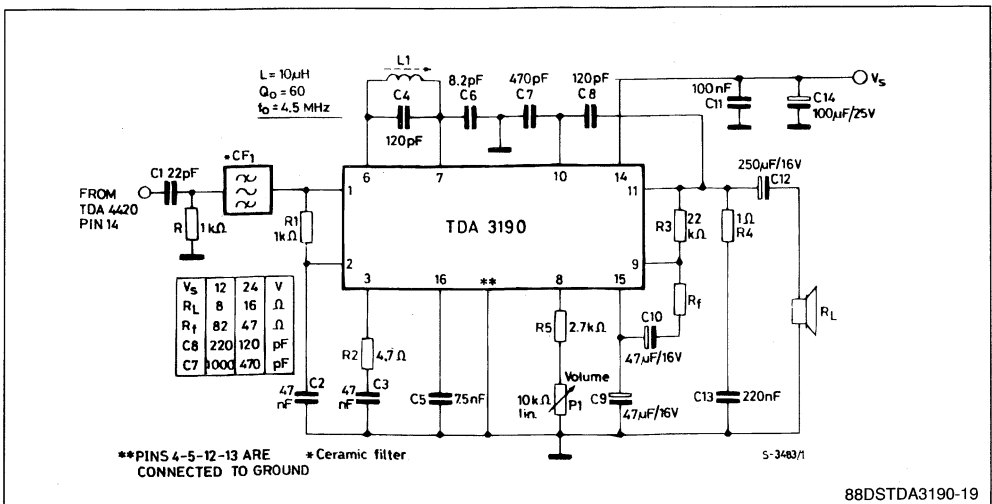 L = 10µH
Q₀ = 60
f₀ = 4.5 MHz
L1
C4
120pF
8.2pF
C6
470pF
C7
120pF
C8
100nF
C11
C14
100µF/25V
Vs
*CF1
C1 22pF
FROM
TDA 4420
PIN 14
R
1kΩ
R1
1kΩ
6
7
10
14
1
2
3
16
**
8
15
9
11
TDA 3190
R3
22
kΩ
1Ω
R4
250µF/16V
C12
RL
Rf
C10
47µF/16V
Vs 12 24 V
RL 8 16 Ω
Rf 82 47 Ω
C8 220 120 pF
C7 1000 470 pF
R2
4,7Ω
47
nF
C2
47
nF
C3
C5
7.5nF
R5
2.7kΩ
Volume
10kΩ
lin.
P1
C9
47µF/16V
C13
220nF
**PINS 4-5-12-13 ARE
CONNECTED TO GROUND
*Ceramic filter
S-3483/1
88DSTDA3190-19